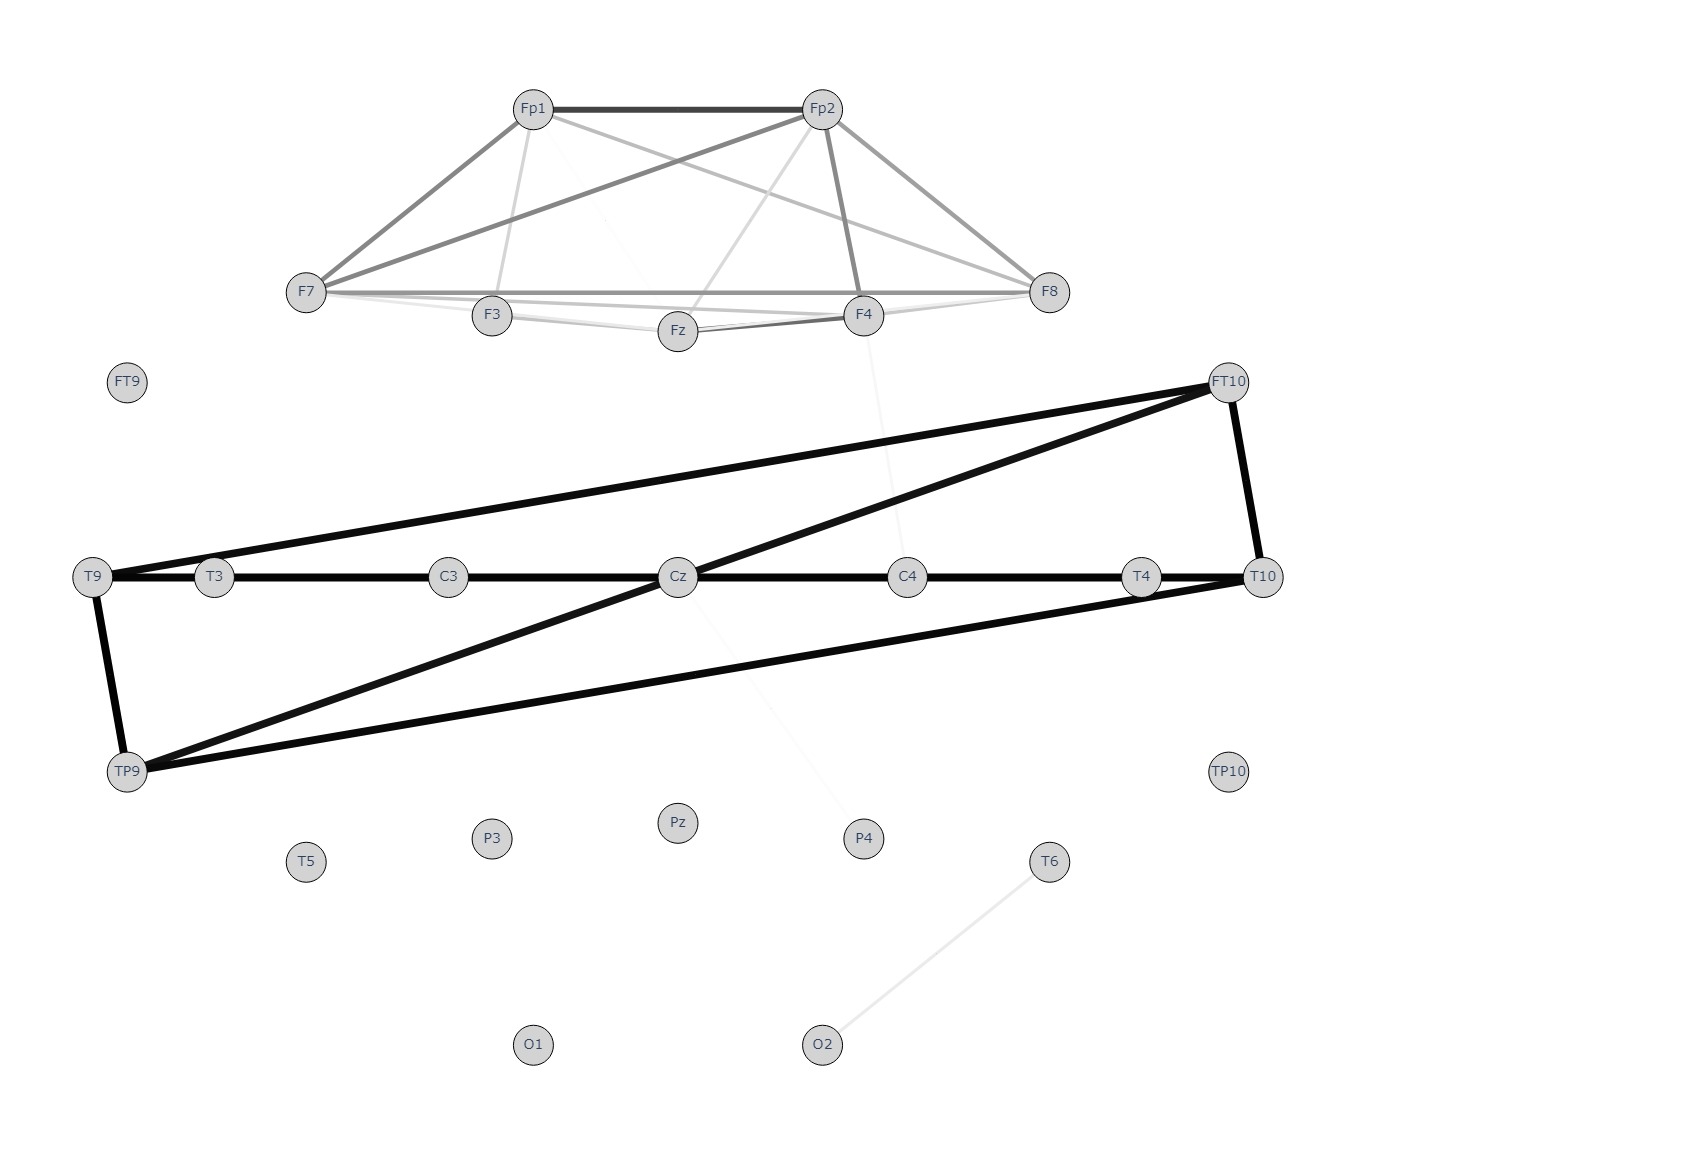 Fp1 Fp2
F7 F3 Fz F4 F8
FT9 FT10
T9 T3 C3 Cz C4 T4 T10
TP9 TP10
T5 P3 Pz P4 T6
O1 O2